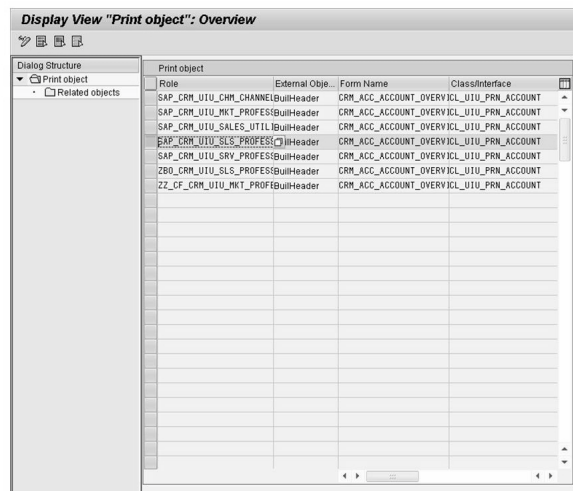 Display View "Print object": Overview
Dialog Structure
Print object
Related objects
Print object
Role External Obje... Form Name Class/Interface
SAP_CRM_UIU_CHM_CHANNEL BuilHeader CRM_ACC_ACCOUNT_OVERV CL_UIU_PRN_ACCOUNT
SAP_CRM_UIU_MKT_PROFESS BuilHeader CRM_ACC_ACCOUNT_OVERV CL_UIU_PRN_ACCOUNT
SAP_CRM_UIU_SALES_UTILI BuilHeader CRM_ACC_ACCOUNT_OVERV CL_UIU_PRN_ACCOUNT
SAP_CRM_UIU_SLS_PROFESS ilHeader CRM_ACC_ACCOUNT_OVERV CL_UIU_PRN_ACCOUNT
SAP_CRM_UIU_SRV_PROFESS BuilHeader CRM_ACC_ACCOUNT_OVERV CL_UIU_PRN_ACCOUNT
ZBO_CRM_UIU_SLS_PROFESS BuilHeader CRM_ACC_ACCOUNT_OVERV CL_UIU_PRN_ACCOUNT
ZZ_CF_CRM_UIU_MKT_PROFE BuilHeader CRM_ACC_ACCOUNT_OVERV CL_UIU_PRN_ACCOUNT